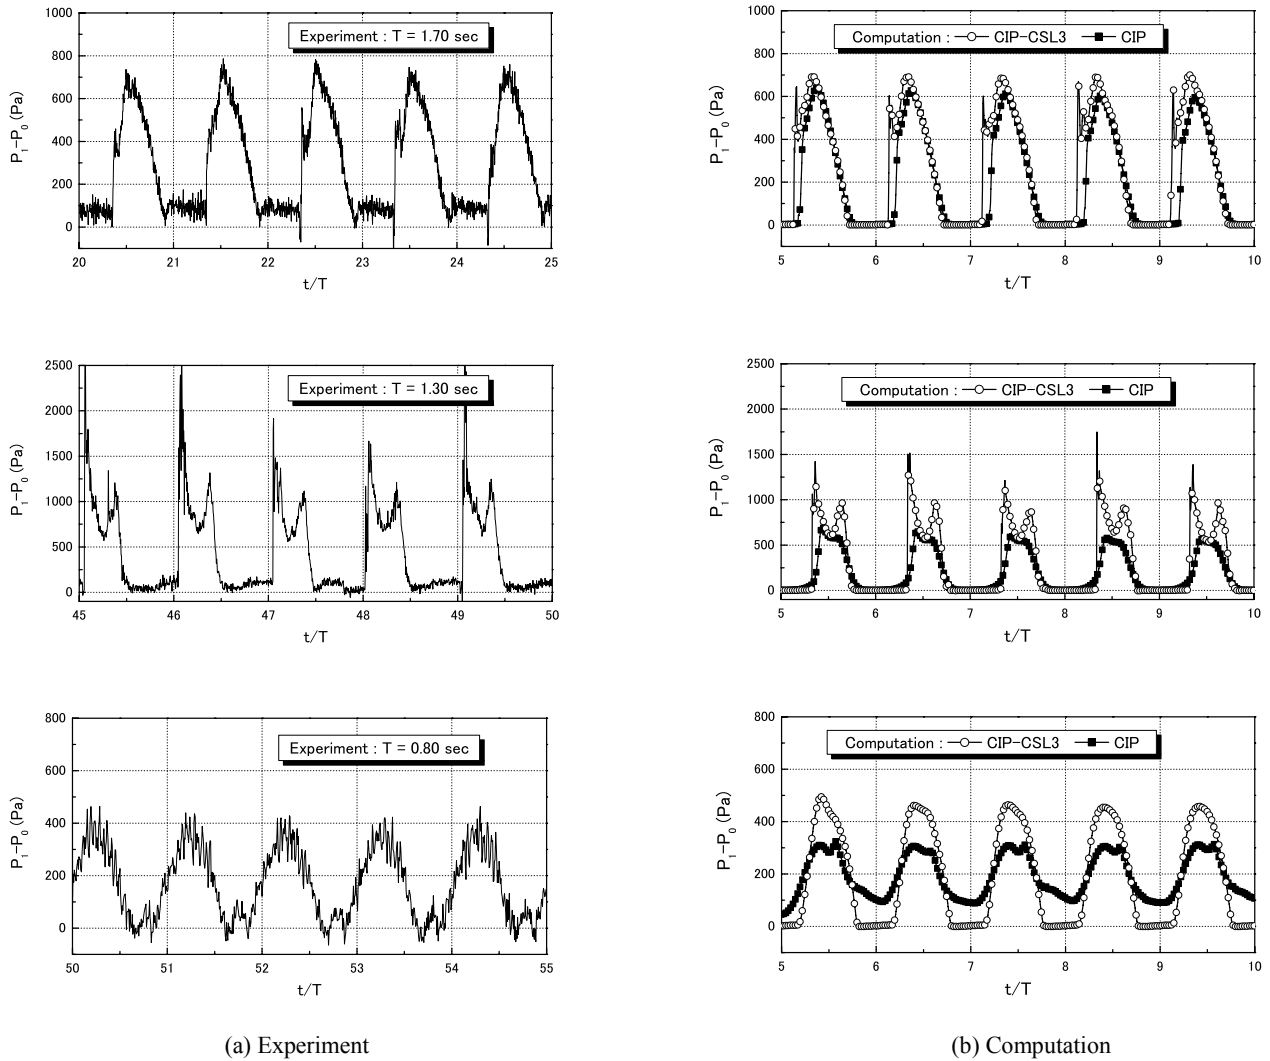 Experiment : T = 1.70 sec
P₁-P₀ (Pa)
1000
800
600
400
200
0
20 21 22 23 24 25
t/T
Computation : CIP-CSL3 CIP
P₁-P₀ (Pa)
1000
800
600
400
200
0
5 6 7 8 9 10
t/T
Experiment : T = 1.30 sec
P₁-P₀ (Pa)
2500
2000
1500
1000
500
0
45 46 47 48 49 50
t/T
Computation : CIP-CSL3 CIP
P₁-P₀ (Pa)
2500
2000
1500
1000
500
0
5 6 7 8 9 10
t/T
Experiment : T = 0.80 sec
P₁-P₀ (Pa)
800
600
400
200
0
50 51 52 53 54 55
t/T
Computation : CIP-CSL3 CIP
P₁-P₀ (Pa)
800
600
400
200
0
5 6 7 8 9 10
t/T
(a) Experiment
(b) Computation